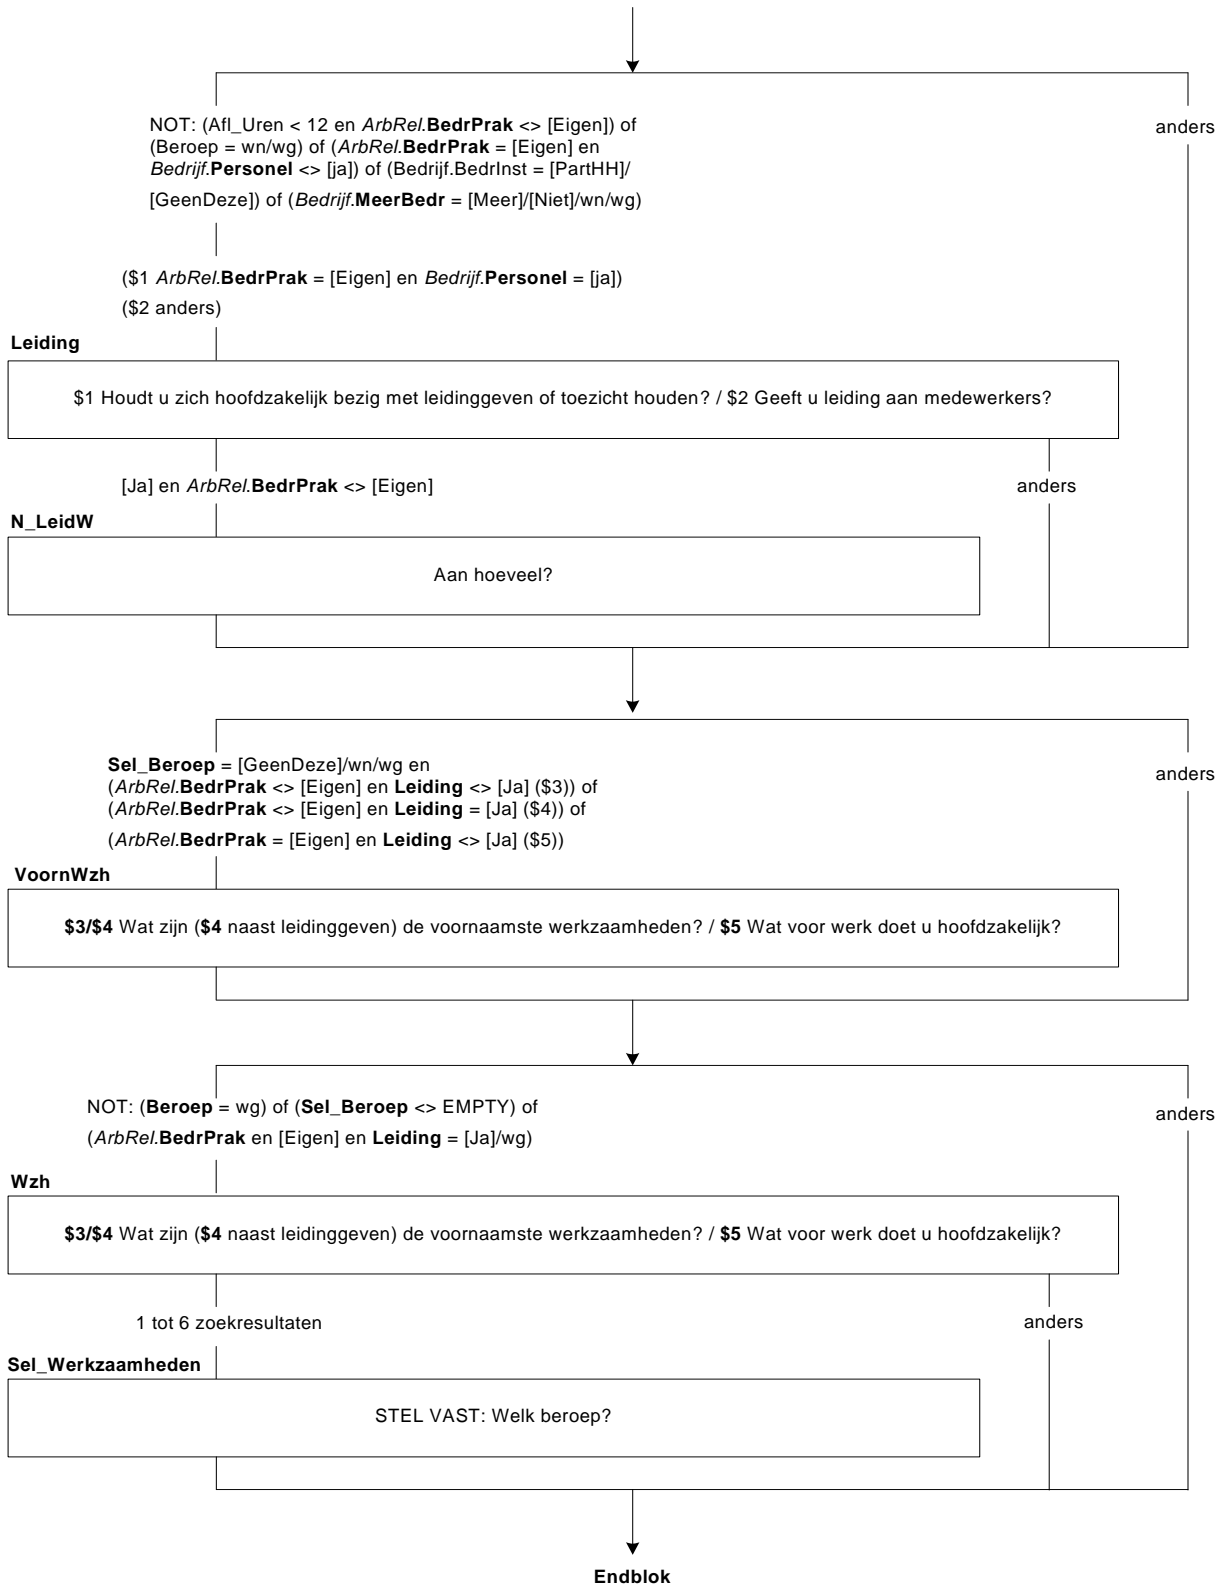 NOT: (Afl_Uren < 12 en ArbRel.BedrPrak <> [Eigen]) of
anders
(Beroep = wn/wg) of (ArbRel.BedrPrak = [Eigen] en
Bedrijf.Personel <> [ja]) of (Bedrijf.BedrInst = [PartHH]/
[GeenDeze]) of (Bedrijf.MeerBedr = [Meer]/[Niet]/wn/wg)
($1 ArbRel.BedrPrak = [Eigen] en Bedrijf.Personel = [ja])
($2 anders)
Leiding
$1 Houdt u zich hoofdzakelijk bezig met leidinggeven of toezicht houden? / $2 Geeft u leiding aan medewerkers?
[Ja] en ArbRel.BedrPrak <> [Eigen]
anders
N_LeidW
Aan hoeveel?
Sel_Beroep = [GeenDeze]/wn/wg en
anders
(ArbRel.BedrPrak <> [Eigen] en Leiding <> [Ja] ($3)) of
(ArbRel.BedrPrak <> [Eigen] en Leiding = [Ja] ($4)) of
(ArbRel.BedrPrak = [Eigen] en Leiding <> [Ja] ($5))
VoornWzh
$3/$4 Wat zijn ($4 naast leidinggeven) de voornaamste werkzaamheden? / $5 Wat voor werk doet u hoofdzakelijk?
NOT: (Beroep = wg) of (Sel_Beroep <> EMPTY) of
anders
(ArbRel.BedrPrak en [Eigen] en Leiding = [Ja]/wg)
Wzh
$3/$4 Wat zijn ($4 naast leidinggeven) de voornaamste werkzaamheden? / $5 Wat voor werk doet u hoofdzakelijk?
1 tot 6 zoekresultaten
anders
Sel_Werkzaamheden
STEL VAST: Welk beroep?
Endblok